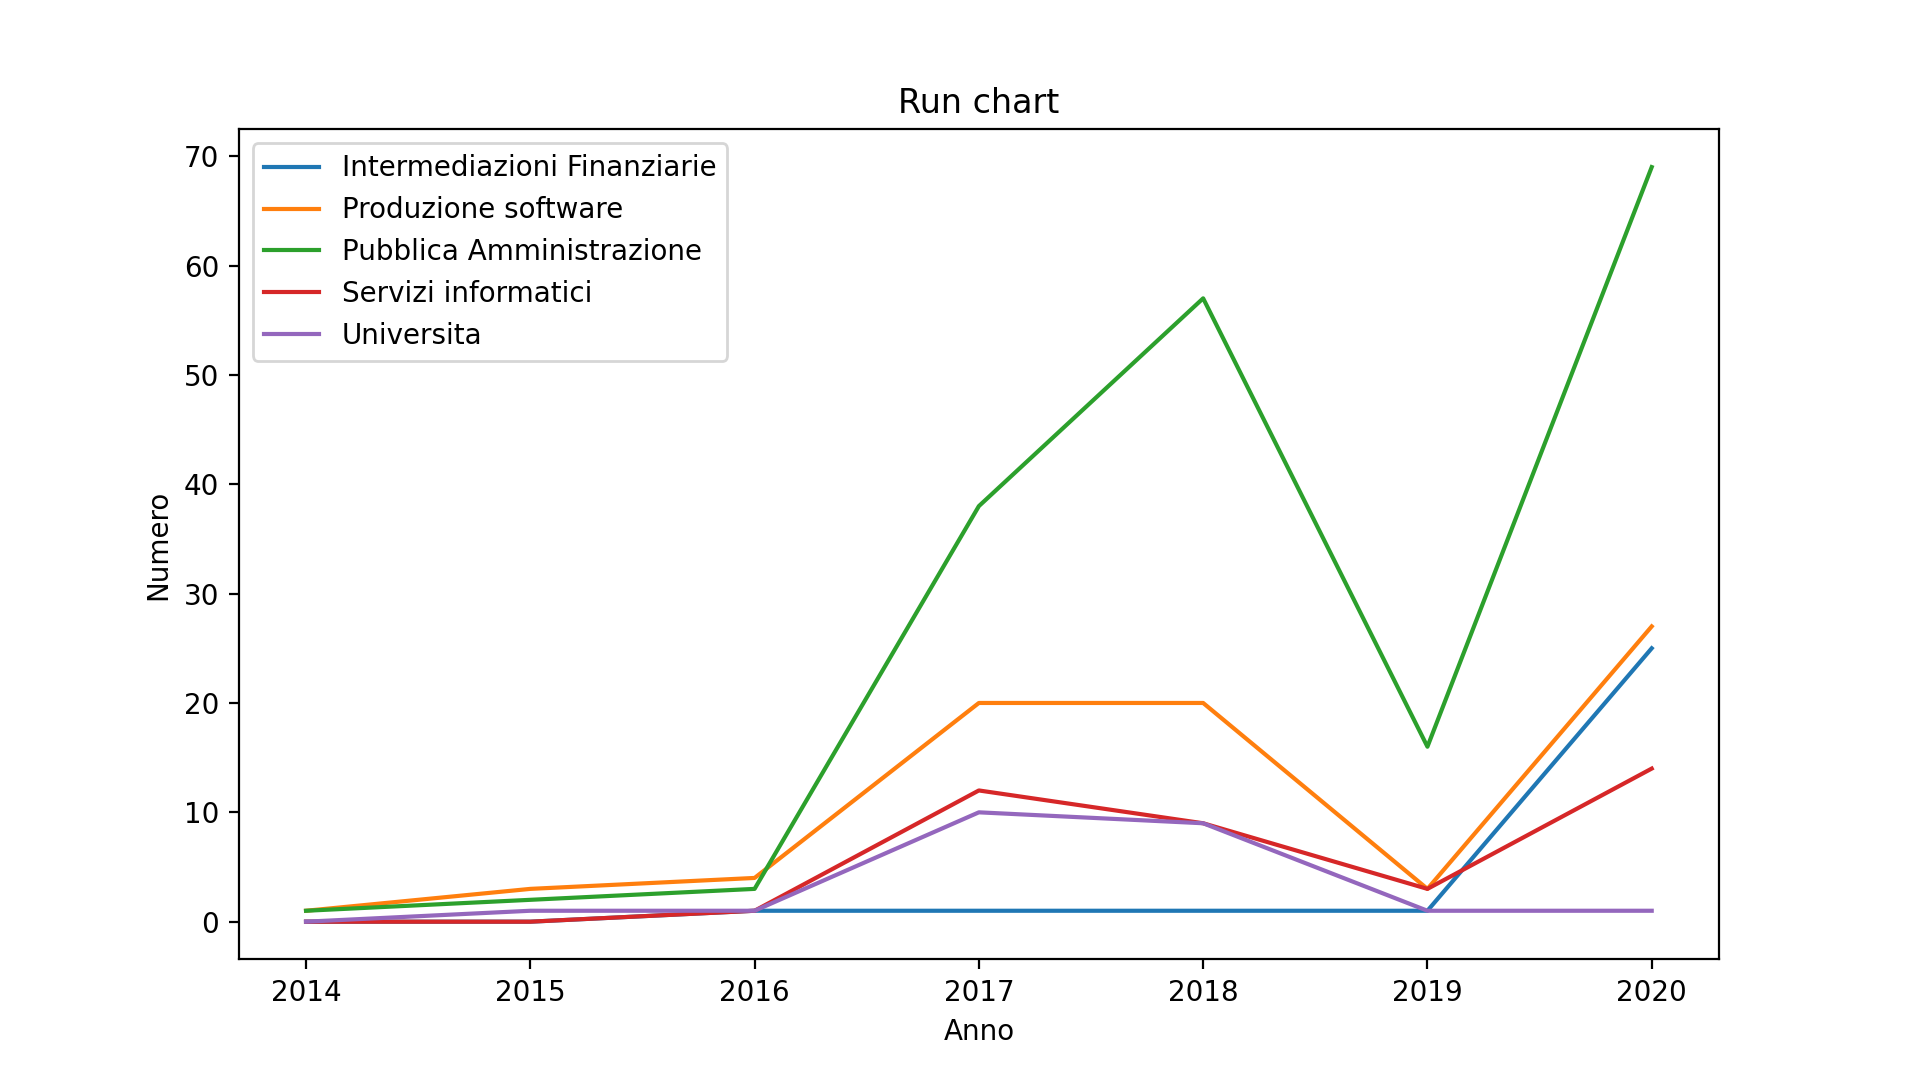 Run chart
Intermediazioni Finanziarie
Produzione software
Pubblica Amministrazione
Servizi informatici
Universita
70
60
50
40
30
20
10
0
Numero
2014 2015 2016 2017 2018 2019 2020
Anno